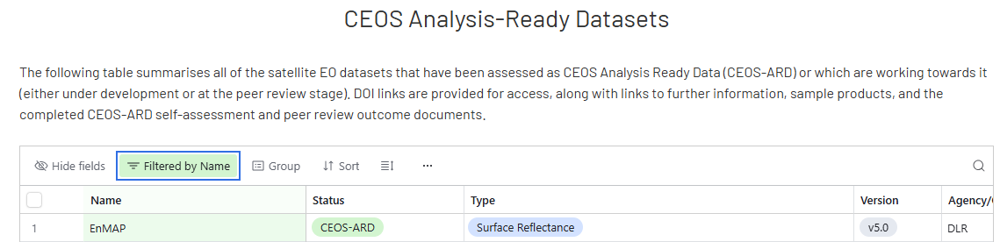 CEOS Analysis-Ready Datasets
The following table summarises all of the satellite EO datasets that have been assessed as CEOS Analysis Ready Data (CEOS-ARD) or which are working towards it
(either under development or at the peer review stage). DOI links are provided for access, along with links to further information, sample products, and the
completed CEOS-ARD self-assessment and peer review outcome documents.
Hide fields Filtered by Name Group Sort ...
Name Status Type Version Agency/
1 EnMAP CEOS-ARD Surface Reflectance v5.0 DLR